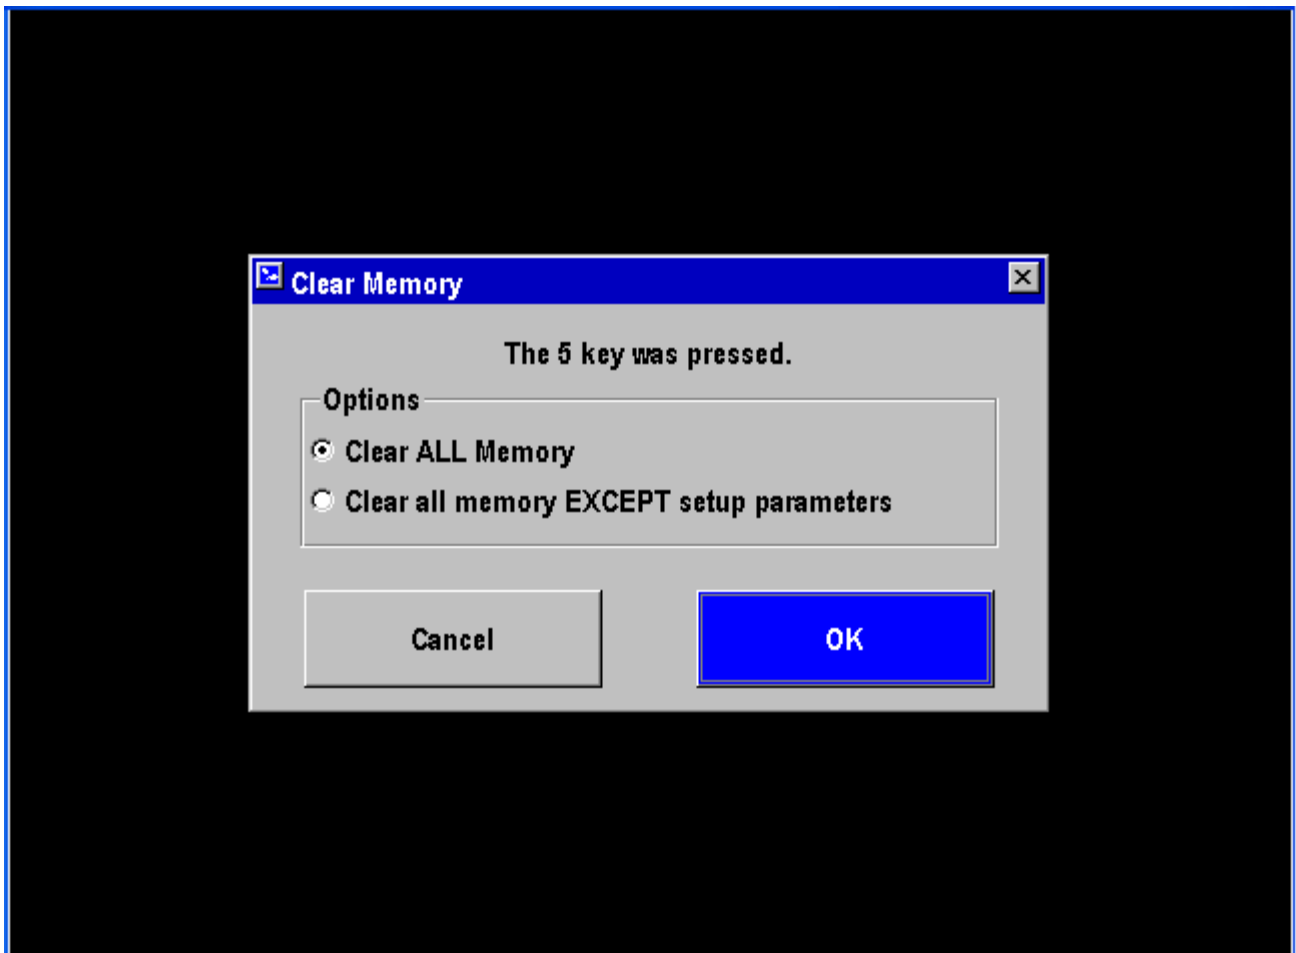 Clear Memory
The 5 key was pressed.
Options
Clear ALL Memory
Clear all memory EXCEPT setup parameters
Cancel
OK